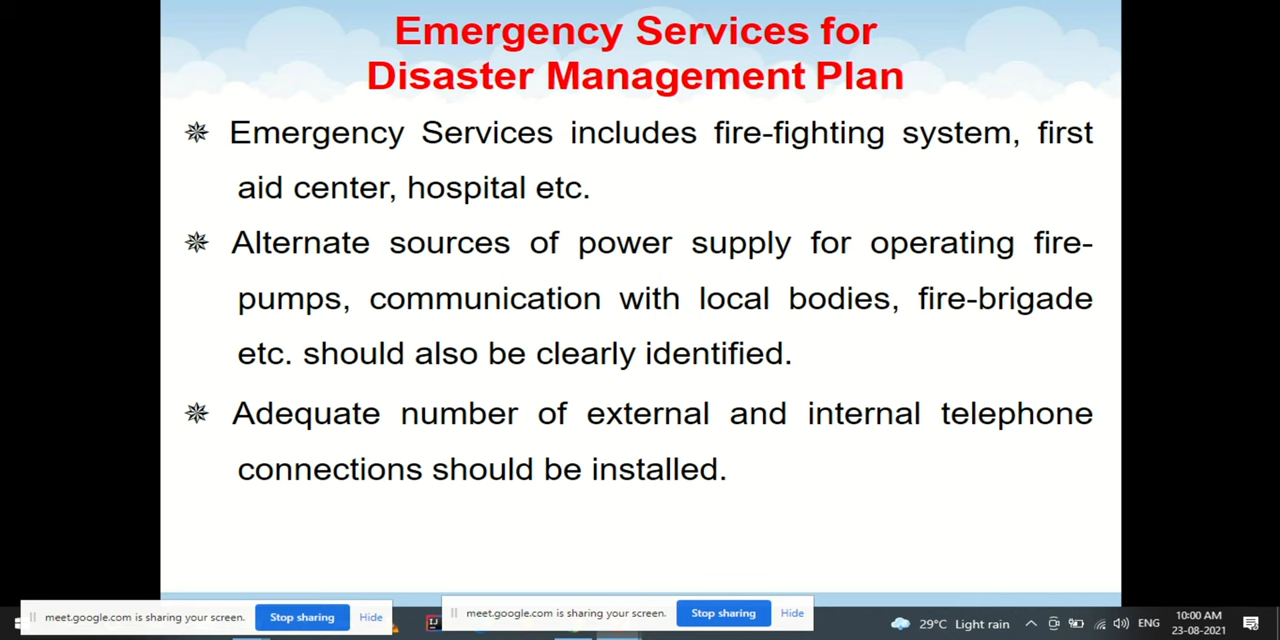 Emergency Services for
Disaster Management Plan
Emergency Services includes fire-fighting system, first
aid center, hospital etc.
Alternate sources of power supply for operating fire-
pumps, communication with local bodies, fire-brigade
etc. should also be clearly identified.
Adequate number of external and internal telephone
connections should be installed.
meet.google.com is sharing your screen. Stop sharing Hide
meet.google.com is sharing your screen. Stop sharing Hide
IJ
29°C Light rain
ENG
10:00 AM
23-08-2021